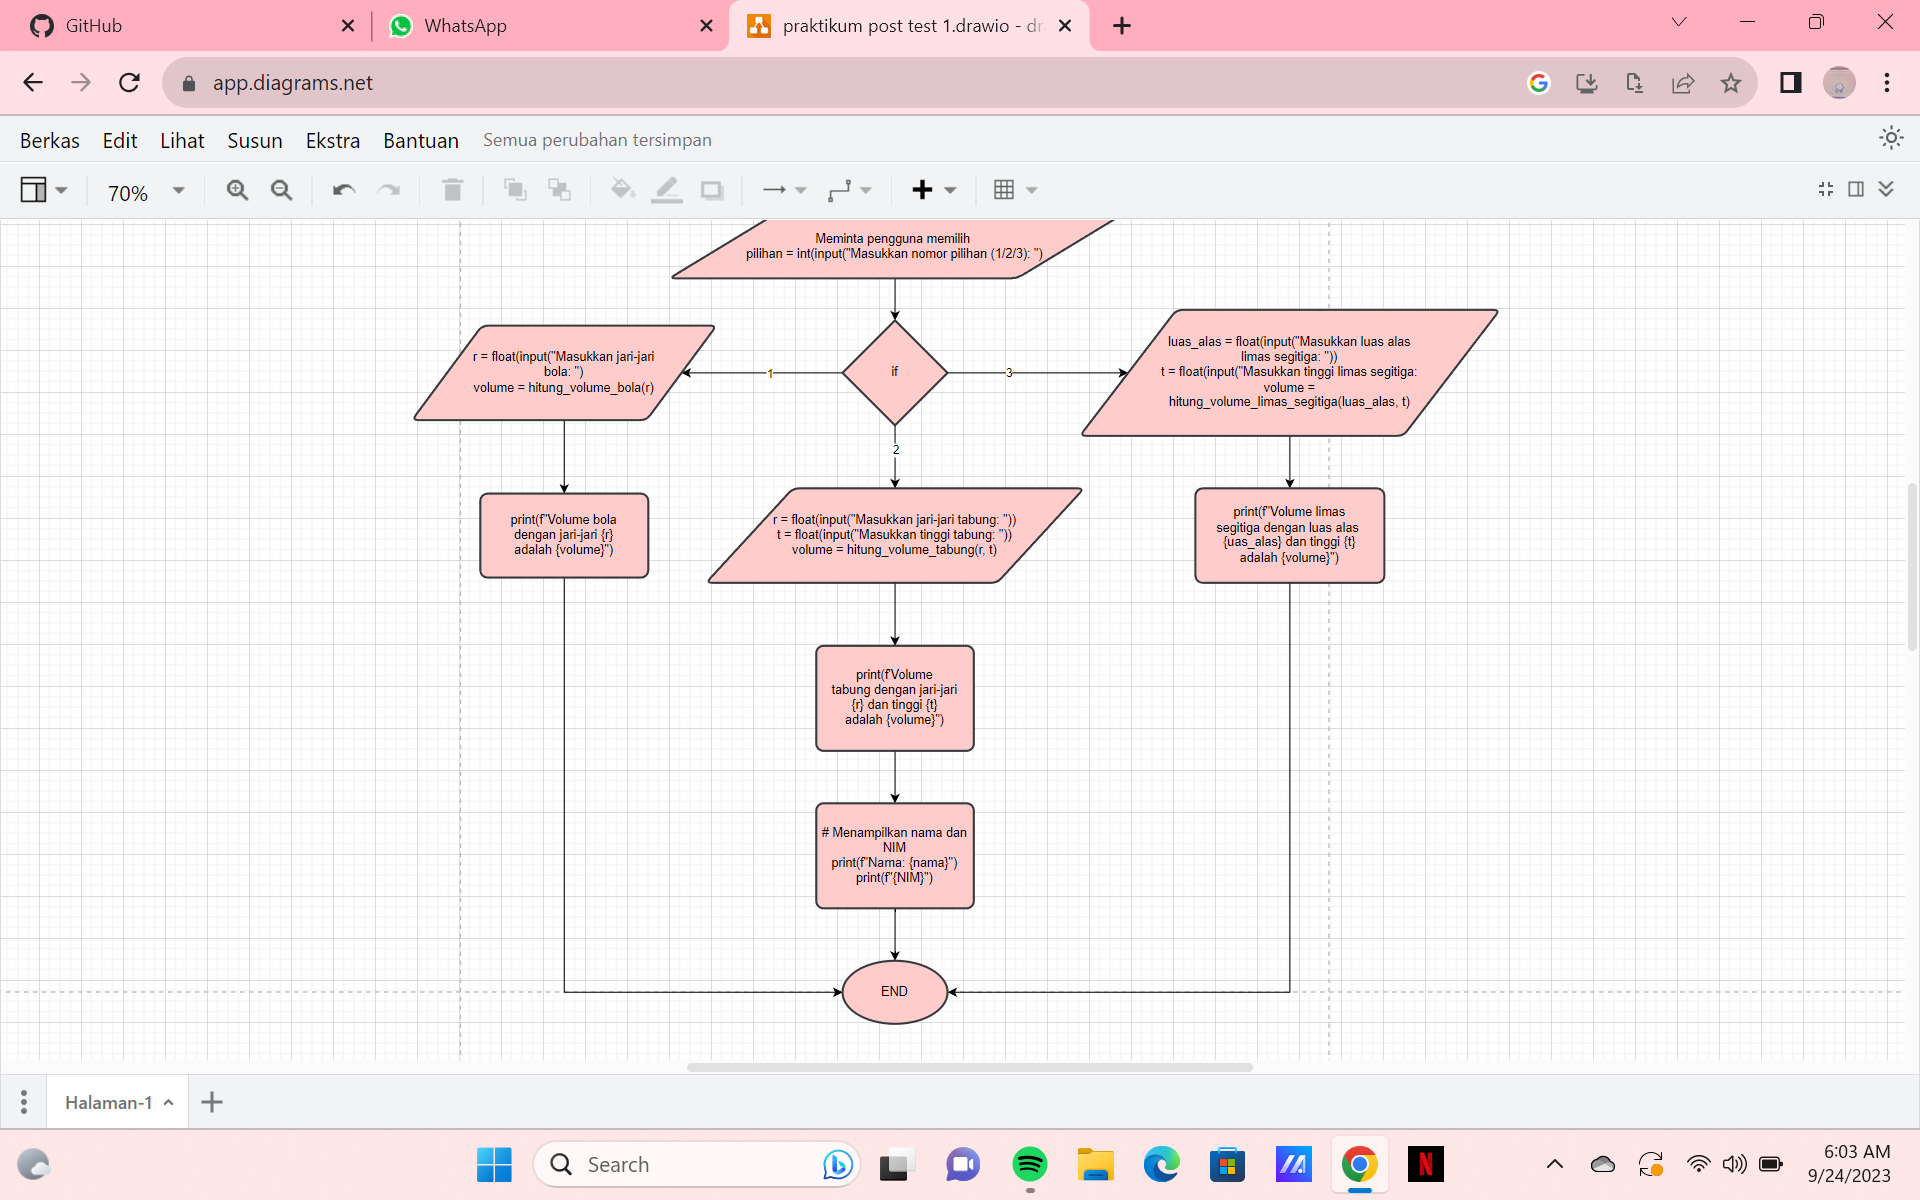 GitHub
WhatsApp
praktikum post test 1.drawio - dr
app.diagrams.net
Berkas Edit Lihat Susun Ekstra Bantuan Semua perubahan tersimpan
70%
Meminta pengguna memilih
pilihan = int(input("Masukkan nomor pilihan (1/2/3): ")
r = float(input("Masukkan jari-jari
bola: ")
volume = hitung_volume_bola(r)
1
if
3
luas_alas = float(input("Masukkan luas alas
limas segitiga: "))
t = float(input("Masukkan tinggi limas segitiga:
volume =
hitung_volume_limas_segitiga(luas_alas, t)
2
print(f"Volume bola
dengan jari-jari {r}
adalah {volume}")
r = float(input("Masukkan jari-jari tabung: "))
t = float(input("Masukkan tinggi tabung: "))
volume = hitung_volume_tabung(r, t)
print(f"Volume limas
segitiga dengan luas alas
{uas_alas} dan tinggi {t}
adalah {volume}")
print(f'Volume
tabung dengan jari-jari
{r} dan tinggi {t}
adalah {volume}")
# Menampilkan nama dan
NIM
print(f"Nama: {nama}")
print(f"{NIM}")
END
Halaman-1
Search
6:03 AM
9/24/2023